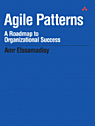 Agile Patterns
A Roadmap to
Organizational Success
Amr Elssamadisy